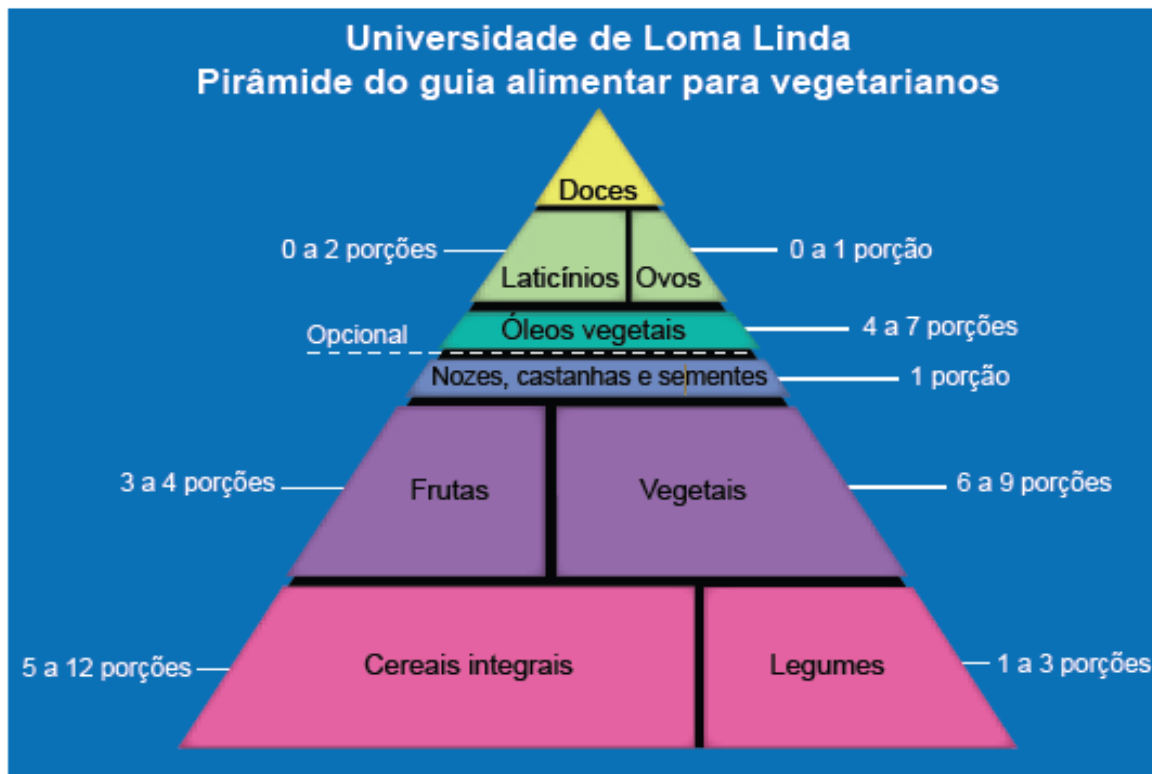 Universidade de Loma Linda
Pirâmide do guia alimentar para vegetarianos
Doces
0 a 2 porções
Laticínios
Ovos
0 a 1 porção
Opcional
Óleos vegetais
4 a 7 porções
Nozes, castanhas e sementes
1 porção
3 a 4 porções
Frutas
Vegetais
6 a 9 porções
5 a 12 porções
Cereais integrais
Legumes
1 a 3 porções